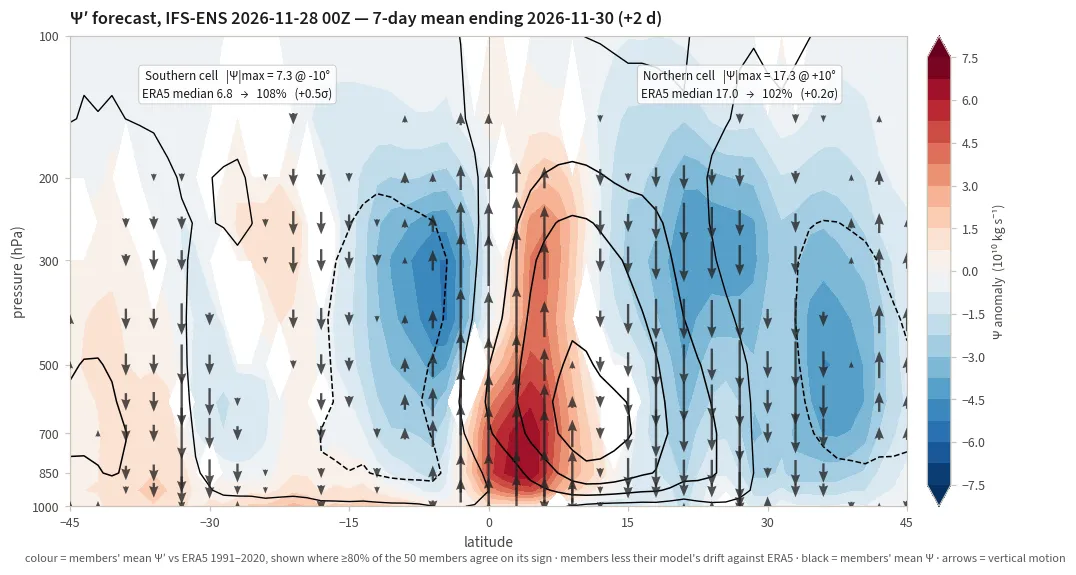 Ψ′ forecast, IFS-ENS 2026-11-28 00Z — 7-day mean ending 2026-11-30 (+2 d)
Southern cell |Ψ|max = 7.3 @ -10°
ERA5 median 6.8 → 108% (+0.5σ)
Northern cell |Ψ|max = 17.3 @ +10°
ERA5 median 17.0 → 102% (+0.2σ)
100
200
300
400
500
700
850
1000
pressure (hPa)
−45
−30
−15
0
15
30
45
latitude
7.5
6.0
4.5
3.0
1.5
0.0
−1.5
−3.0
−4.5
−6.0
−7.5
Ψ anomaly (10¹⁰ kg s⁻¹)
colour = members' mean Ψ′ vs ERA5 1991–2020, shown where ≥80% of the 50 members agree on its sign · members less their model's drift against ERA5 · black = members' mean Ψ · arrows = vertical motion